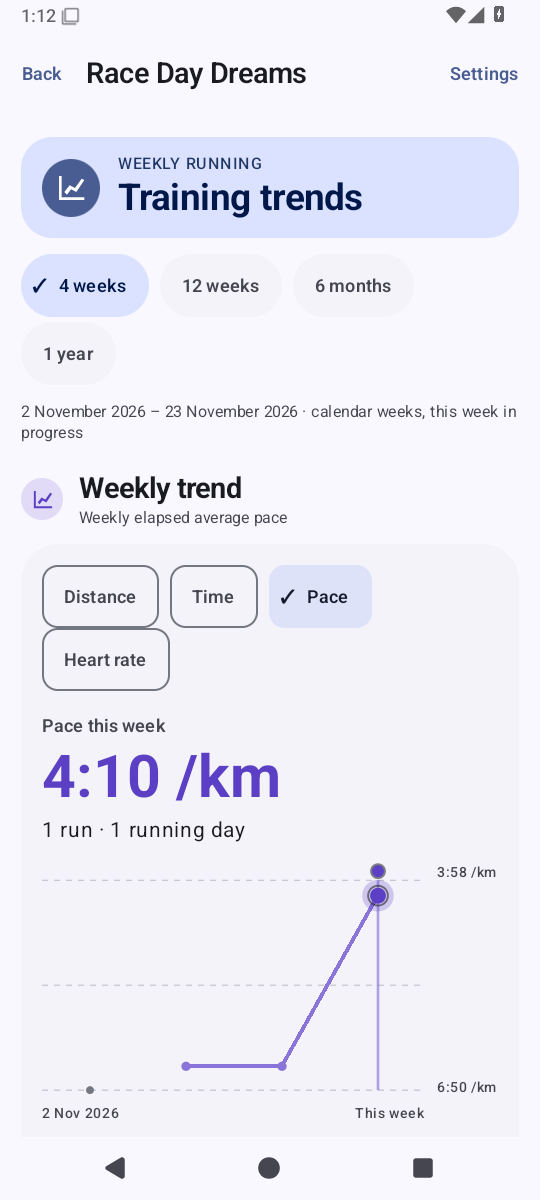 1:12
Back
Race Day Dreams
Settings
WEEKLY RUNNING
Training trends
✓ 4 weeks
12 weeks
6 months
1 year
2 November 2026 – 23 November 2026 · calendar weeks, this week in
progress
Weekly trend
Weekly elapsed average pace
Distance
Time
✓ Pace
Heart rate
Pace this week
4:10 /km
1 run · 1 running day
3:58 /km
6:50 /km
2 Nov 2026
This week